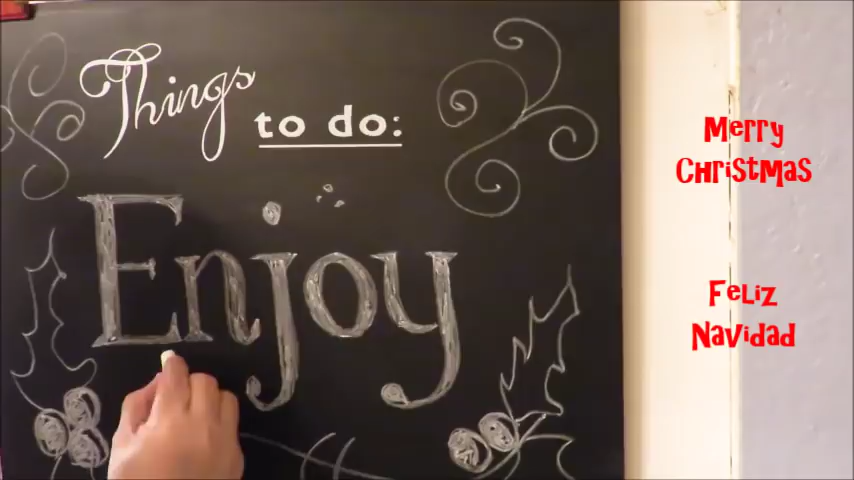 Things
to do:
Enjoy
Merry
Christmas
Feliz
Navidad